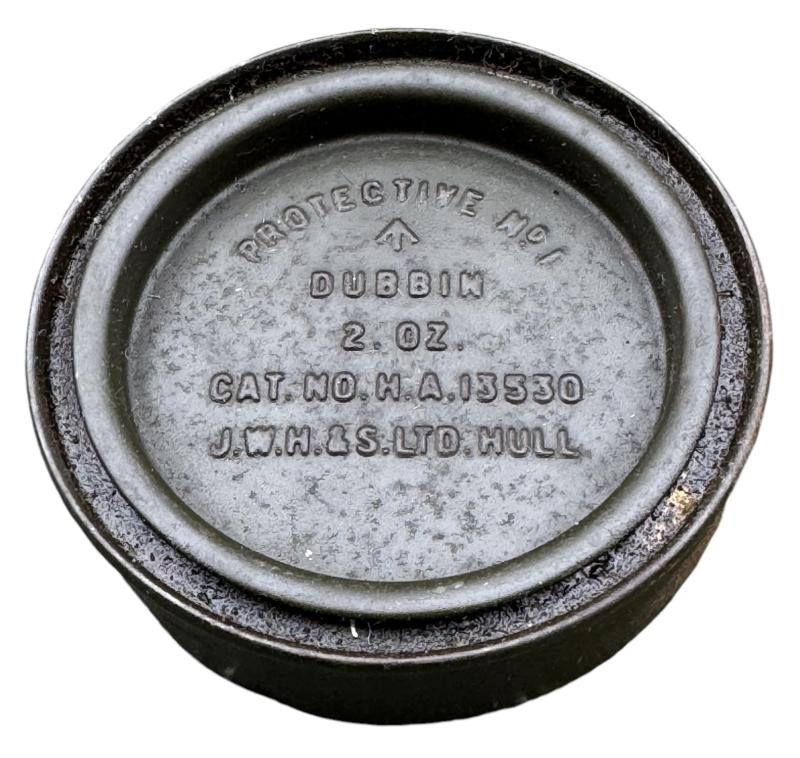 PROTECTIVE No 1
DUBBIN
2. OZ.
CAT. NO. H. A. 13530
J.W.H. & S. LTD. HULL